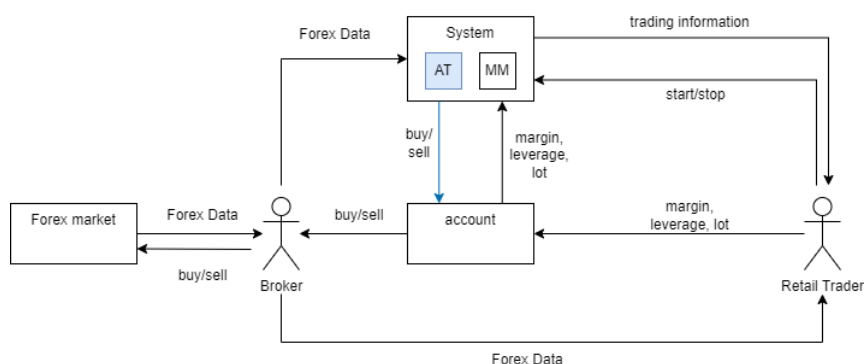 Forex Data
System
trading information
AT
MM
start/stop
buy/
sell
margin,
leverage,
lot
Forex market
Forex Data
buy/sell
account
margin,
leverage, lot
buy/sell
Broker
Retail Trader
Forex Data